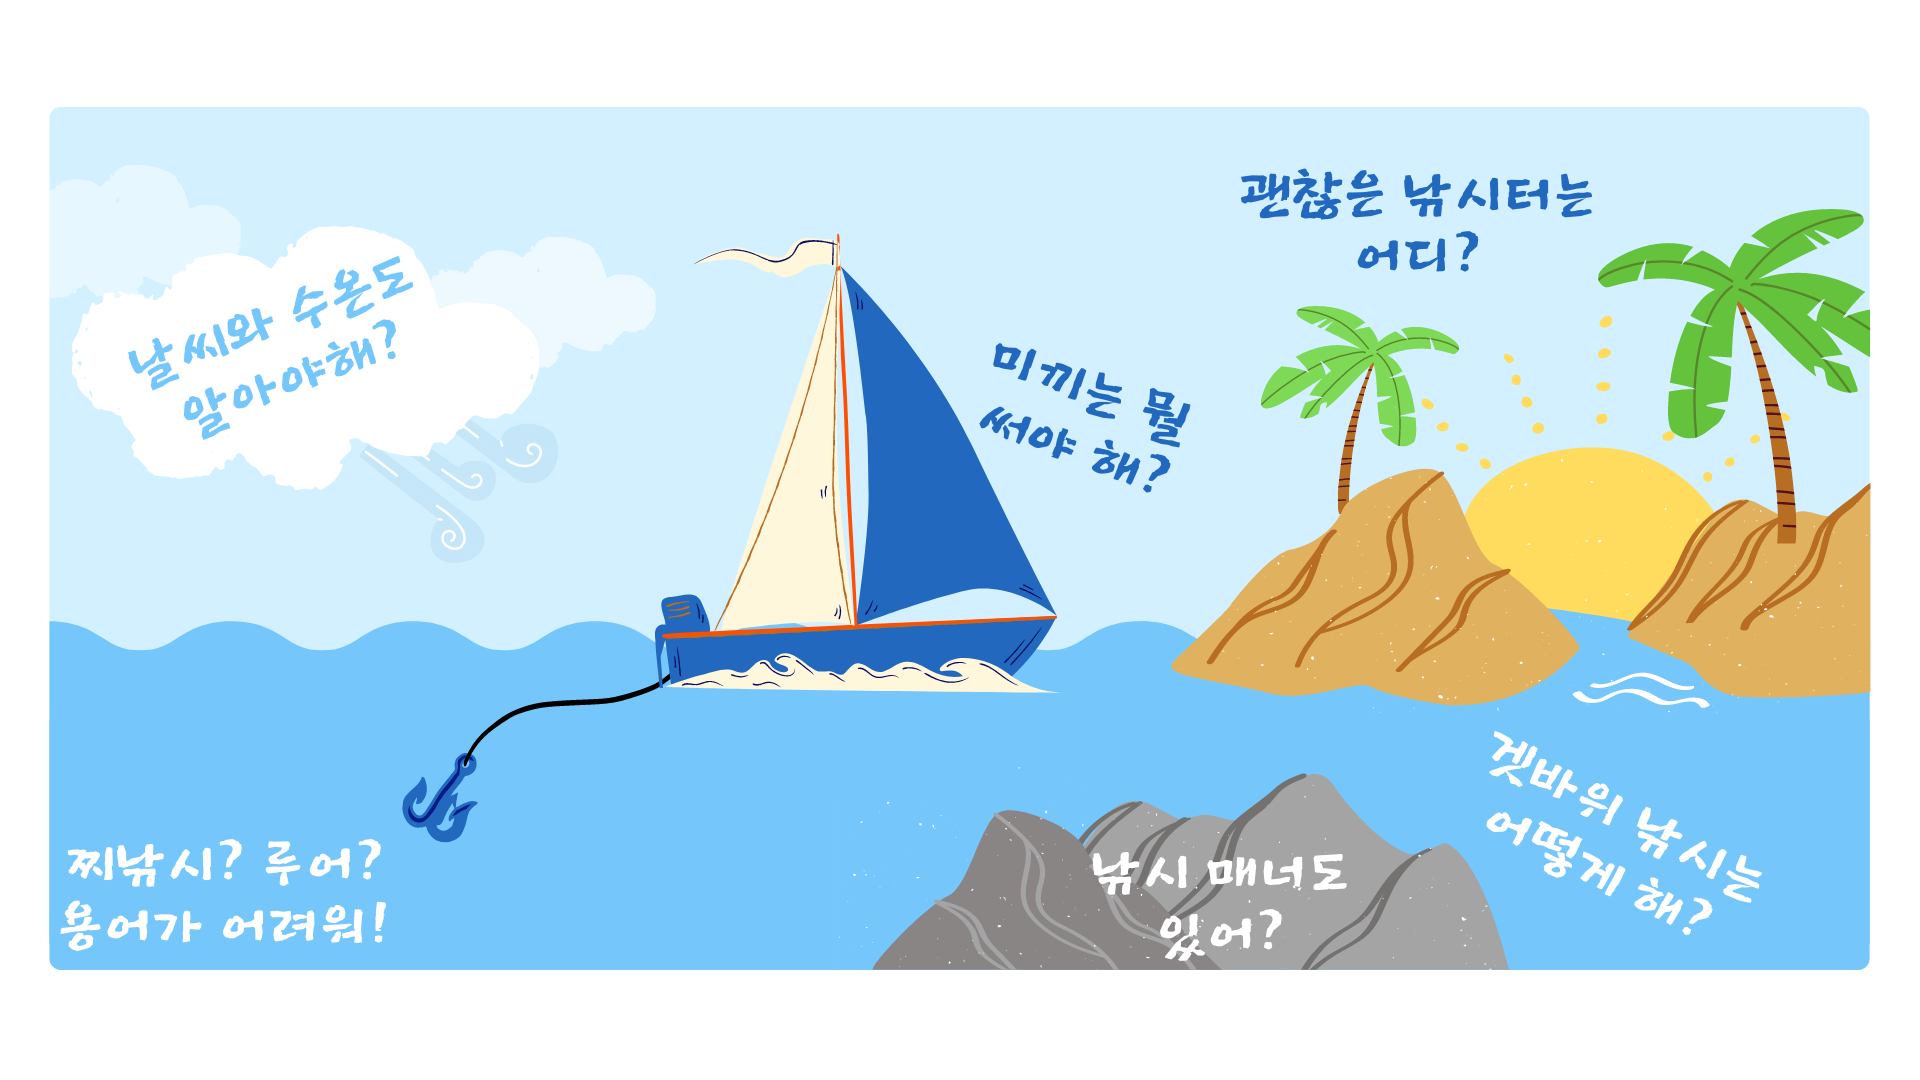 괜찮은 낚시터는
어디?
날씨와 수온도
알아야해?
미끼는 뭘
써야 해?
겟바위 낚시는
어떻게 해?
찌낚시? 루어?
용어가 어려워!
낚시 매너도
있어?